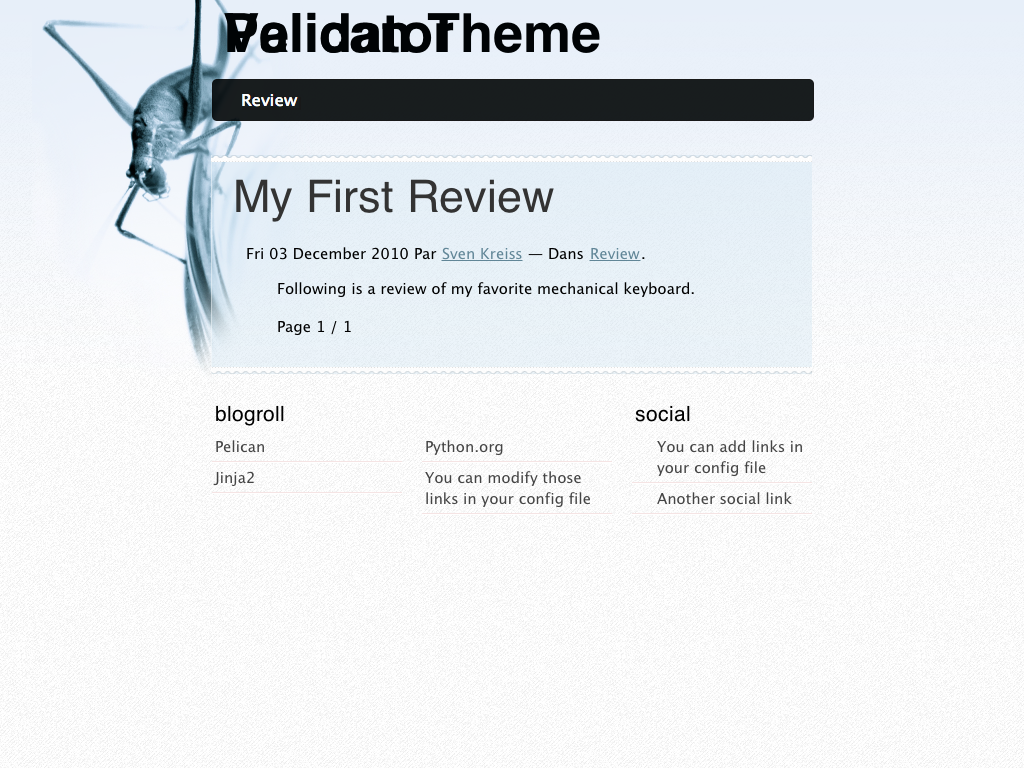 Pelican Theme
Validator
Review
My First Review
Fri 03 December 2010 Par Sven Kreiss — Dans Review.
Following is a review of my favorite mechanical keyboard.
Page 1 / 1
blogroll
Pelican
Jinja2
Python.org
You can modify those
links in your config file
social
You can add links in
your config file
Another social link